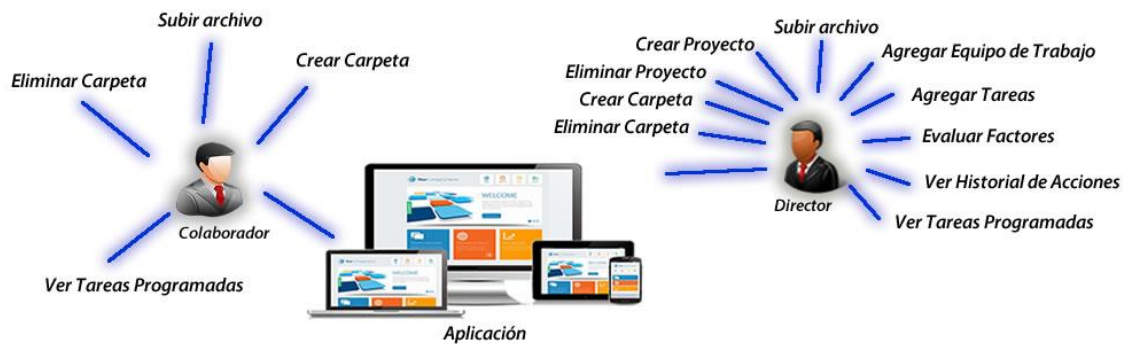 Subir archivo
Crear Carpeta
Eliminar Carpeta
Colaborador
Ver Tareas Programadas
WELCOME
Aplicación
Subir archivo
Crear Proyecto
Agregar Equipo de Trabajo
Eliminar Proyecto
Agregar Tareas
Crear Carpeta
Eliminar Carpeta
Evaluar Factores
Ver Historial de Acciones
Director
Ver Tareas Programadas